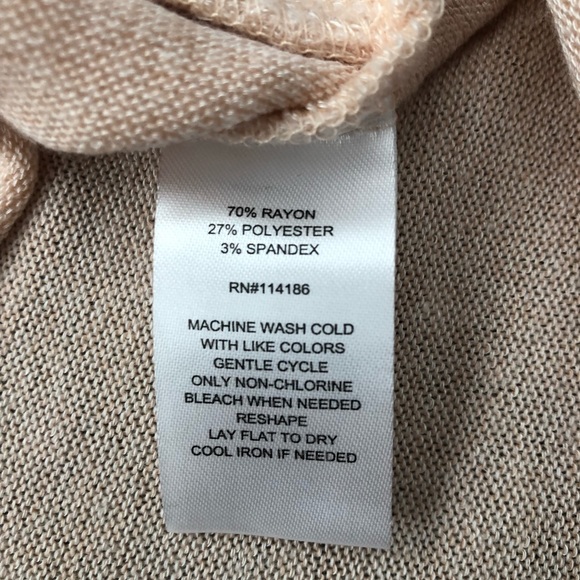 70% RAYON
27% POLYESTER
3% SPANDEX
RN#114186
MACHINE WASH COLD
WITH LIKE COLORS
GENTLE CYCLE
ONLY NON-CHLORINE
BLEACH WHEN NEEDED
RESHAPE
LAY FLAT TO DRY
COOL IRON IF NEEDED